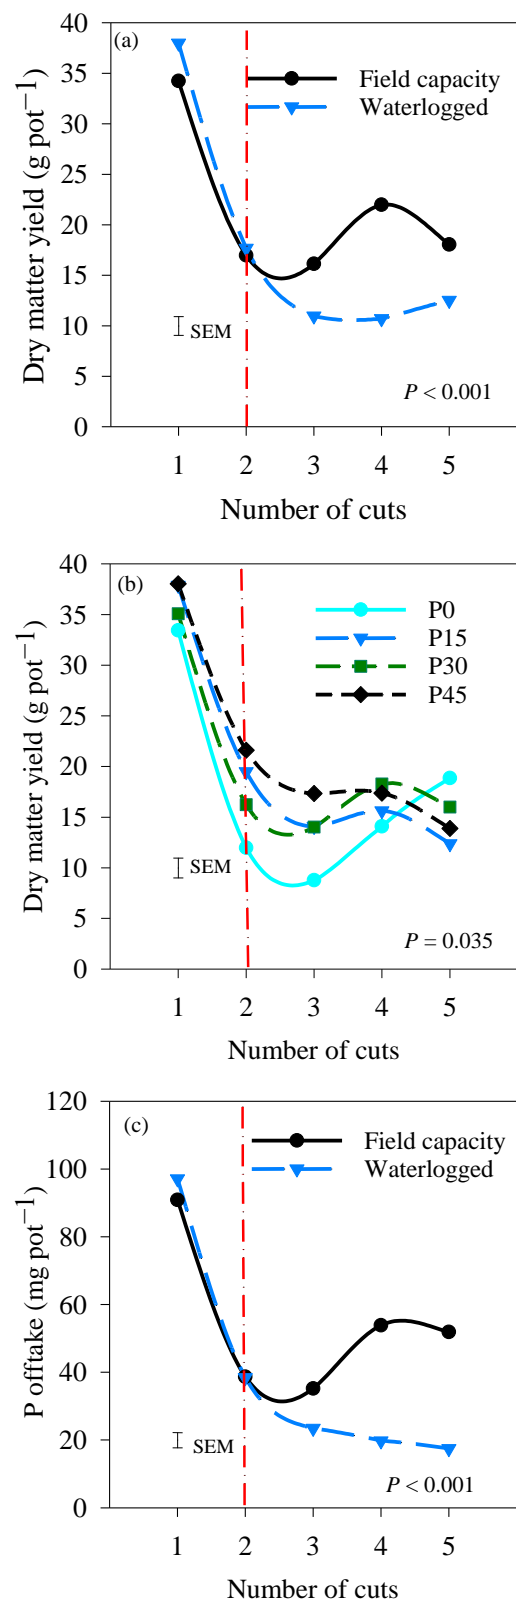 (a)
Field capacity
Waterlogged
40
35
30
25
20
15
10
5
0
Dry matter yield (g pot⁻¹)
SEM
P < 0.001
1 2 3 4 5
Number of cuts
(b)
P0
P15
P30
P45
40
35
30
25
20
15
10
5
0
Dry matter yield (g pot⁻¹)
SEM
P = 0.035
1 2 3 4 5
Number of cuts
(c)
Field capacity
Waterlogged
120
100
80
60
40
20
0
P offtake (mg pot⁻¹)
SEM
P < 0.001
1 2 3 4 5
Number of cuts